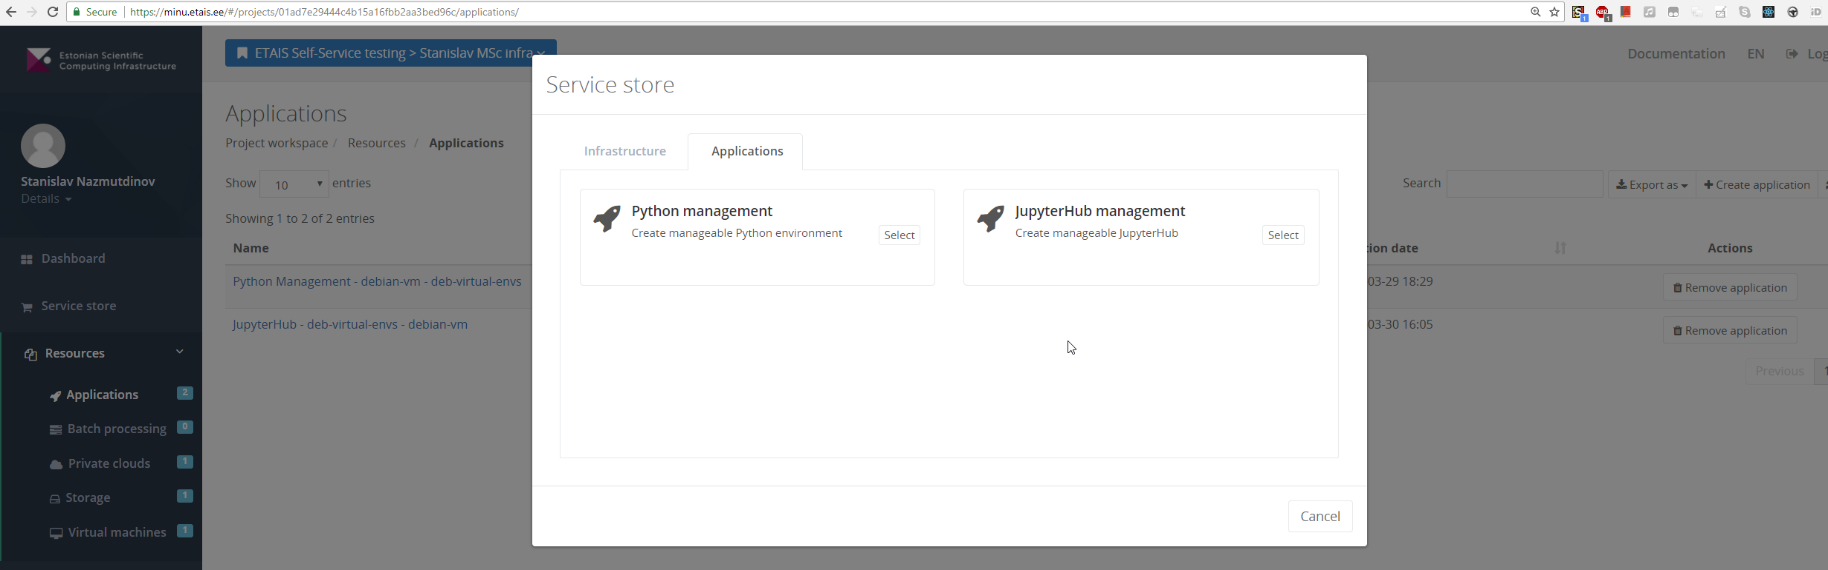 Secure https://minu.etais.ee/#/projects/01ad7e29444c4b15a16fbb2aa3bed96c/applications/
Estonian Scientific
Computing Infrastructure
ETAIS Self-Service testing > Stanislav MSc infra
Documentation EN Log
Service store
Applications
Project workspace / Resources / Applications
Infrastructure Applications
Stanislav Nazmutdinov
Details
Show 10 entries
Search Export as Create application
Showing 1 to 2 of 2 entries
Python management
Create manageable Python environment
Select
JupyterHub management
Create manageable JupyterHub
Select
Name
tion date Actions
Python Management - debian-vm - deb-virtual-envs
03-29 18:29 Remove application
JupyterHub - deb-virtual-envs - debian-vm
03-30 16:05 Remove application
Previous 1
Dashboard
Service store
Resources
Applications 2
Batch processing 0
Private clouds 1
Storage 1
Virtual machines 1
Cancel